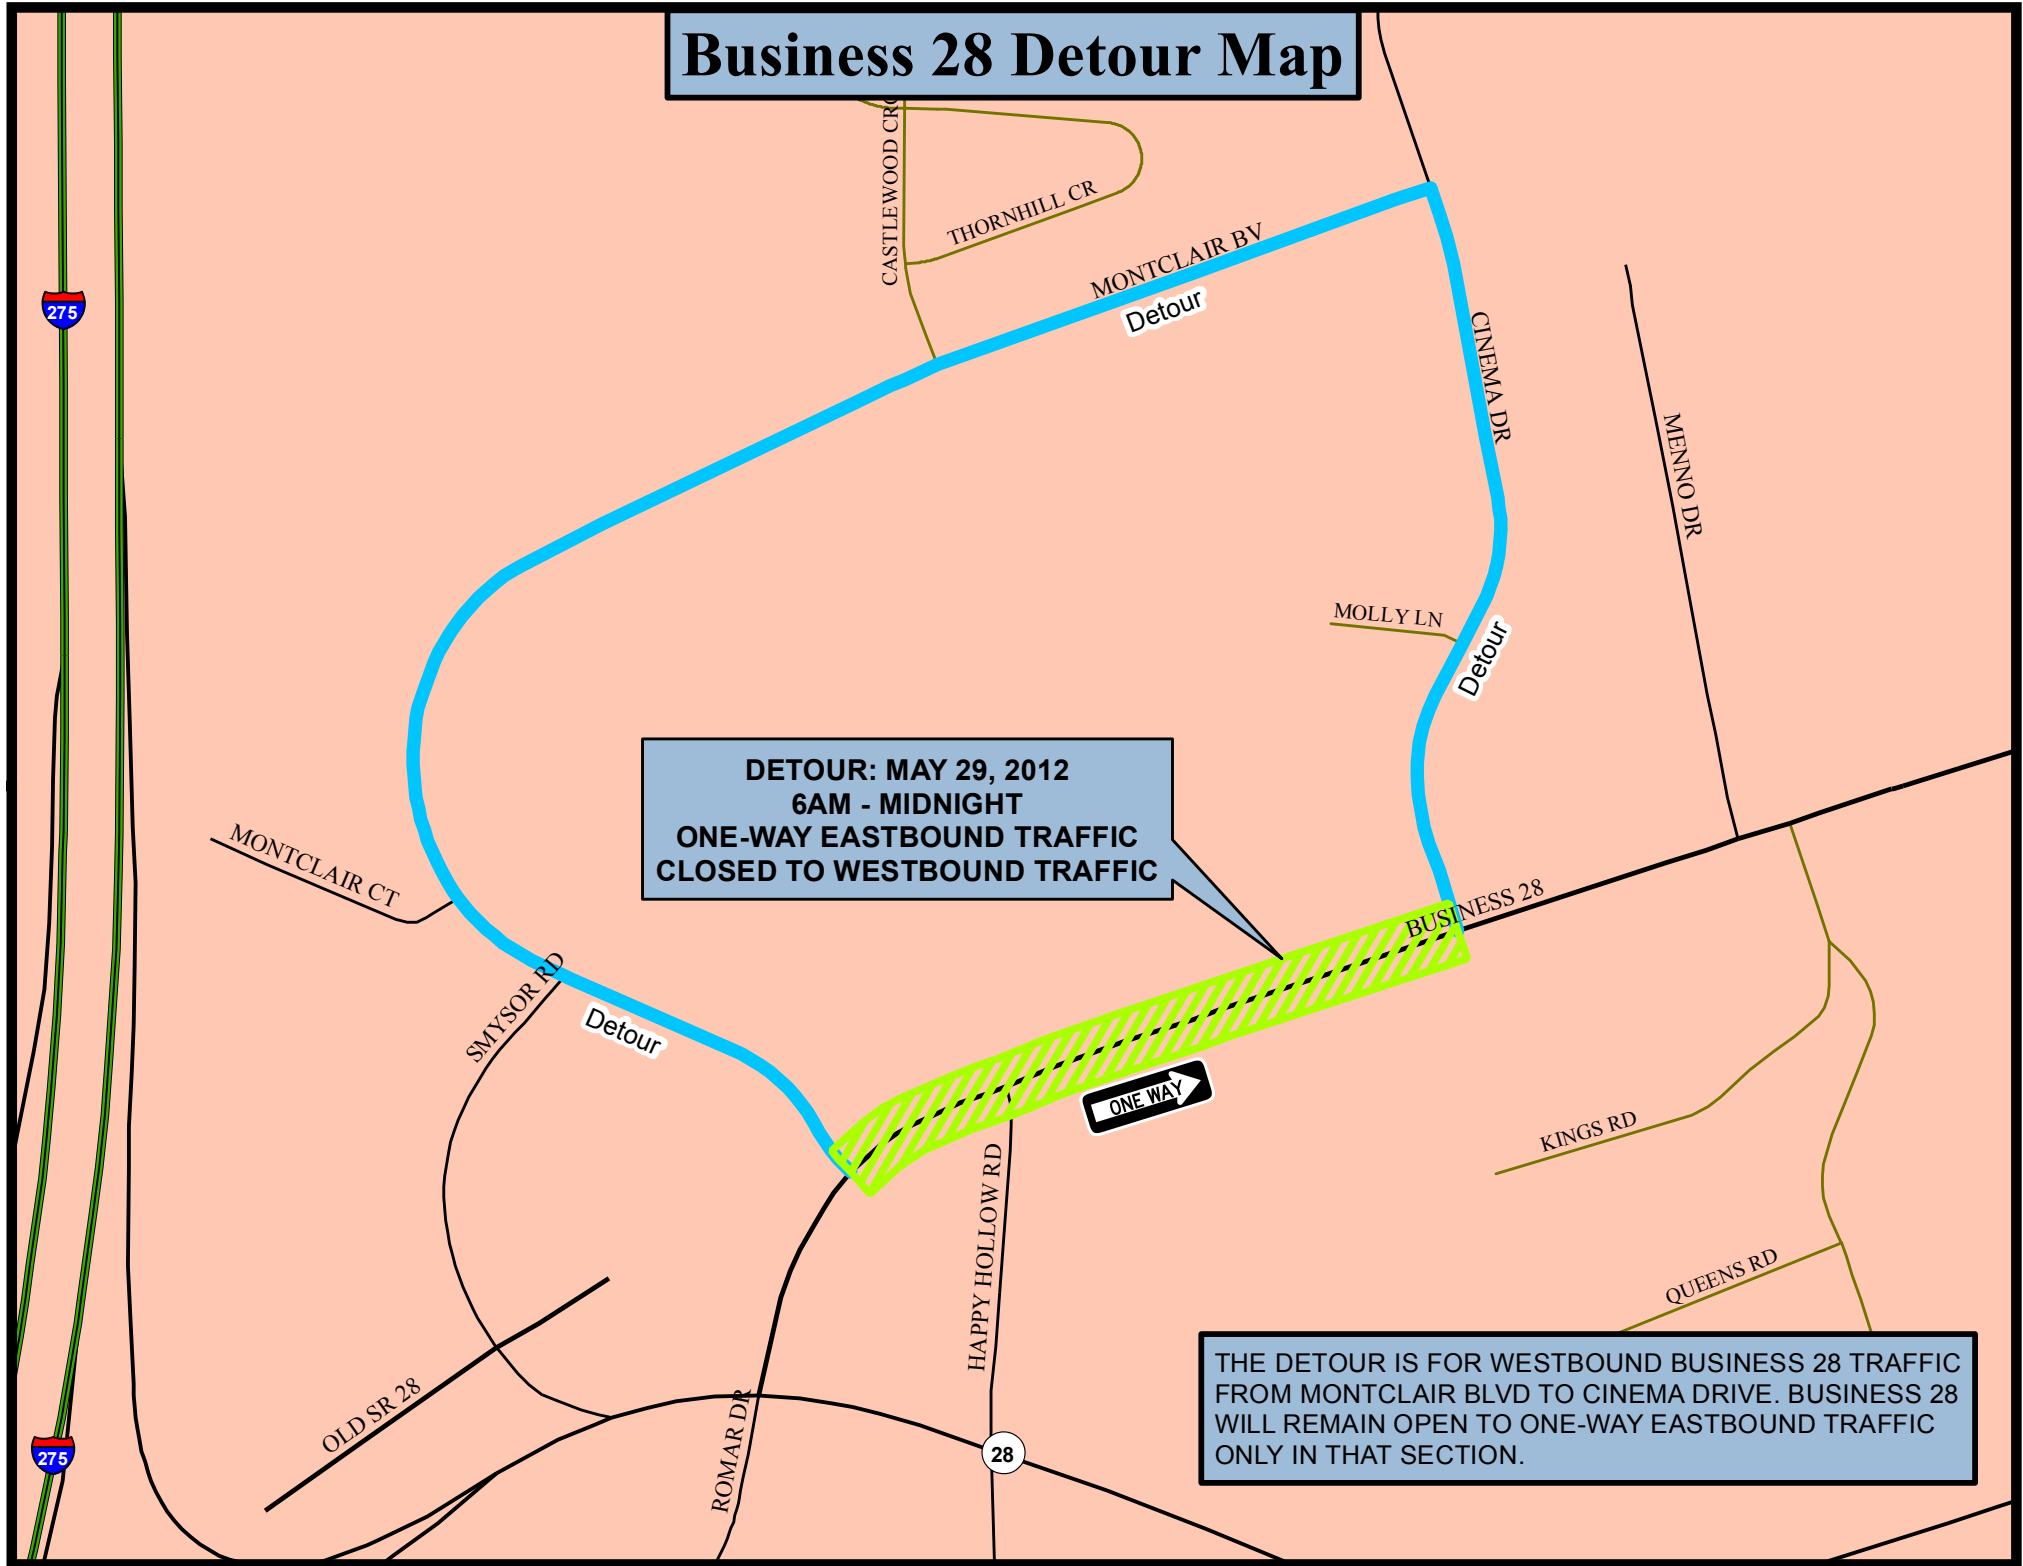 Business 28 Detour Map
CASTLEWOOD CR
THORNHILL CR
MONTCLAIR BV
Detour
275
CINEMA DR
MENNO DR
MOLLY LN
Detour
DETOUR: MAY 29, 2012
6AM - MIDNIGHT
ONE-WAY EASTBOUND TRAFFIC
CLOSED TO WESTBOUND TRAFFIC
MONTCLAIR CT
BUSINESS 28
SMYSOR RD
Detour
ONE WAY
KINGS RD
HAPPY HOLLOW RD
QUEENS RD
OLD SR 28
ROMAR DR
275
28
THE DETOUR IS FOR WESTBOUND BUSINESS 28 TRAFFIC
FROM MONTCLAIR BLVD TO CINEMA DRIVE. BUSINESS 28
WILL REMAIN OPEN TO ONE-WAY EASTBOUND TRAFFIC
ONLY IN THAT SECTION.